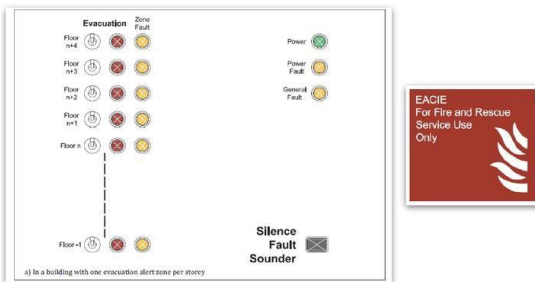 Evacuation
Zone
Fault
Floor
n+4
Floor
n+3
Floor
n+2
Floor
n+1
Floor n
Floor -1
Power
Power
Fault
General
Fault
Silence
Fault
Sounder
a) In a building with one evacuation alert zone per storey
EACIE
For Fire and Rescue
Service Use
Only